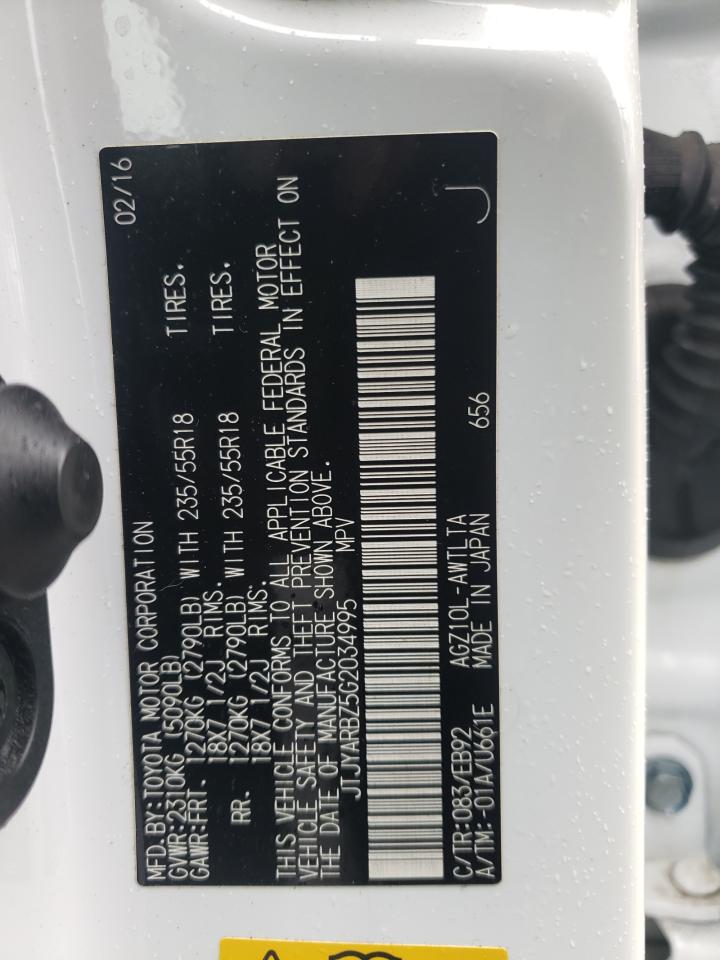 MFD.BY:TOYOTA MOTOR CORPORATION 02/16
GVWR:2310KG (5090LB)
GAWR:FRT. 1270KG (2790LB) WITH 235/55R18 TIRES.
18X7 1/2J RIMS.
RR. 1270KG (2790LB) WITH 235/55R18 TIRES.
18X7 1/2J RIMS.
THIS VEHICLE CONFORMS TO ALL APPLICABLE FEDERAL MOTOR
VEHICLE SAFETY AND THEFT PREVENTION STANDARDS IN EFFECT ON
THE DATE OF MANUFACTURE SHOWN ABOVE.
JTJYARBZ5G2034995 MPV
C/TR:083/EB92 AGZ10L-AWTLTA
A/TM:-01A/U661E MADE IN JAPAN 656 J